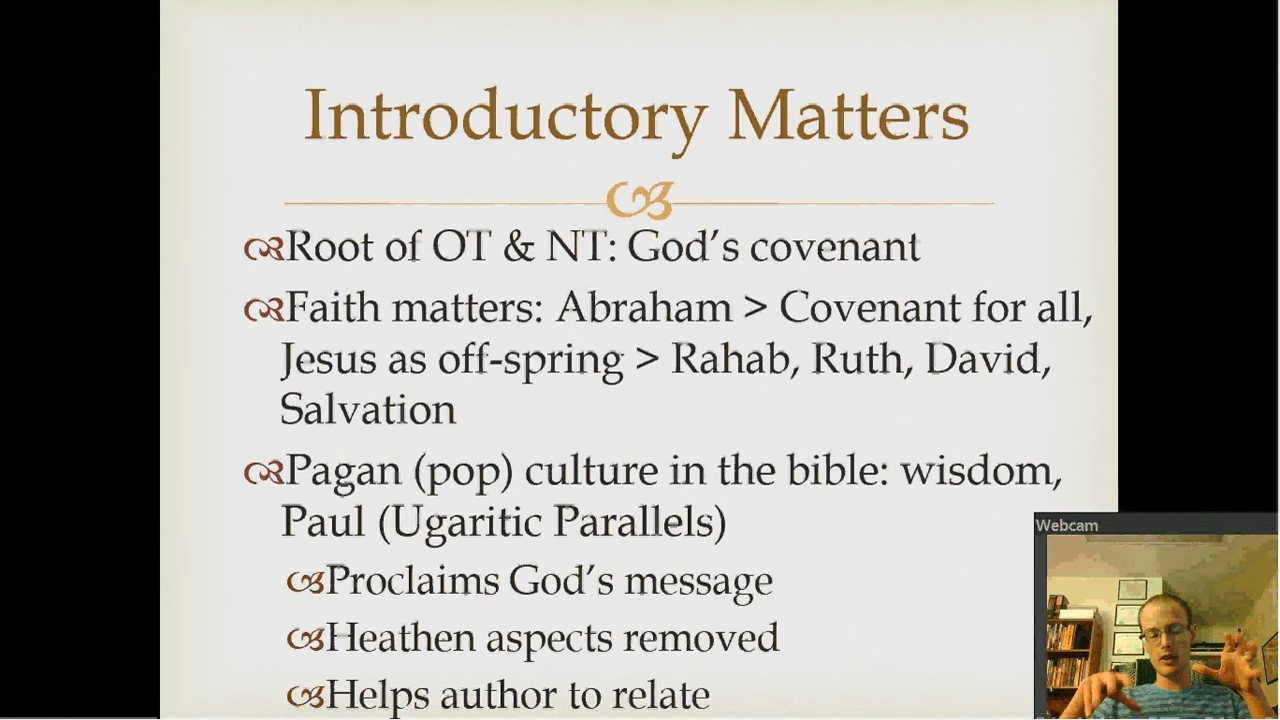 Introductory Matters
Root of OT & NT: God's covenant
Faith matters: Abraham > Covenant for all,
Jesus as off-spring > Rahab, Ruth, David,
Salvation
Pagan (pop) culture in the bible: wisdom,
Paul (Ugaritic Parallels)
Proclaims God's message
Heathen aspects removed
Helps author to relate
Webcam